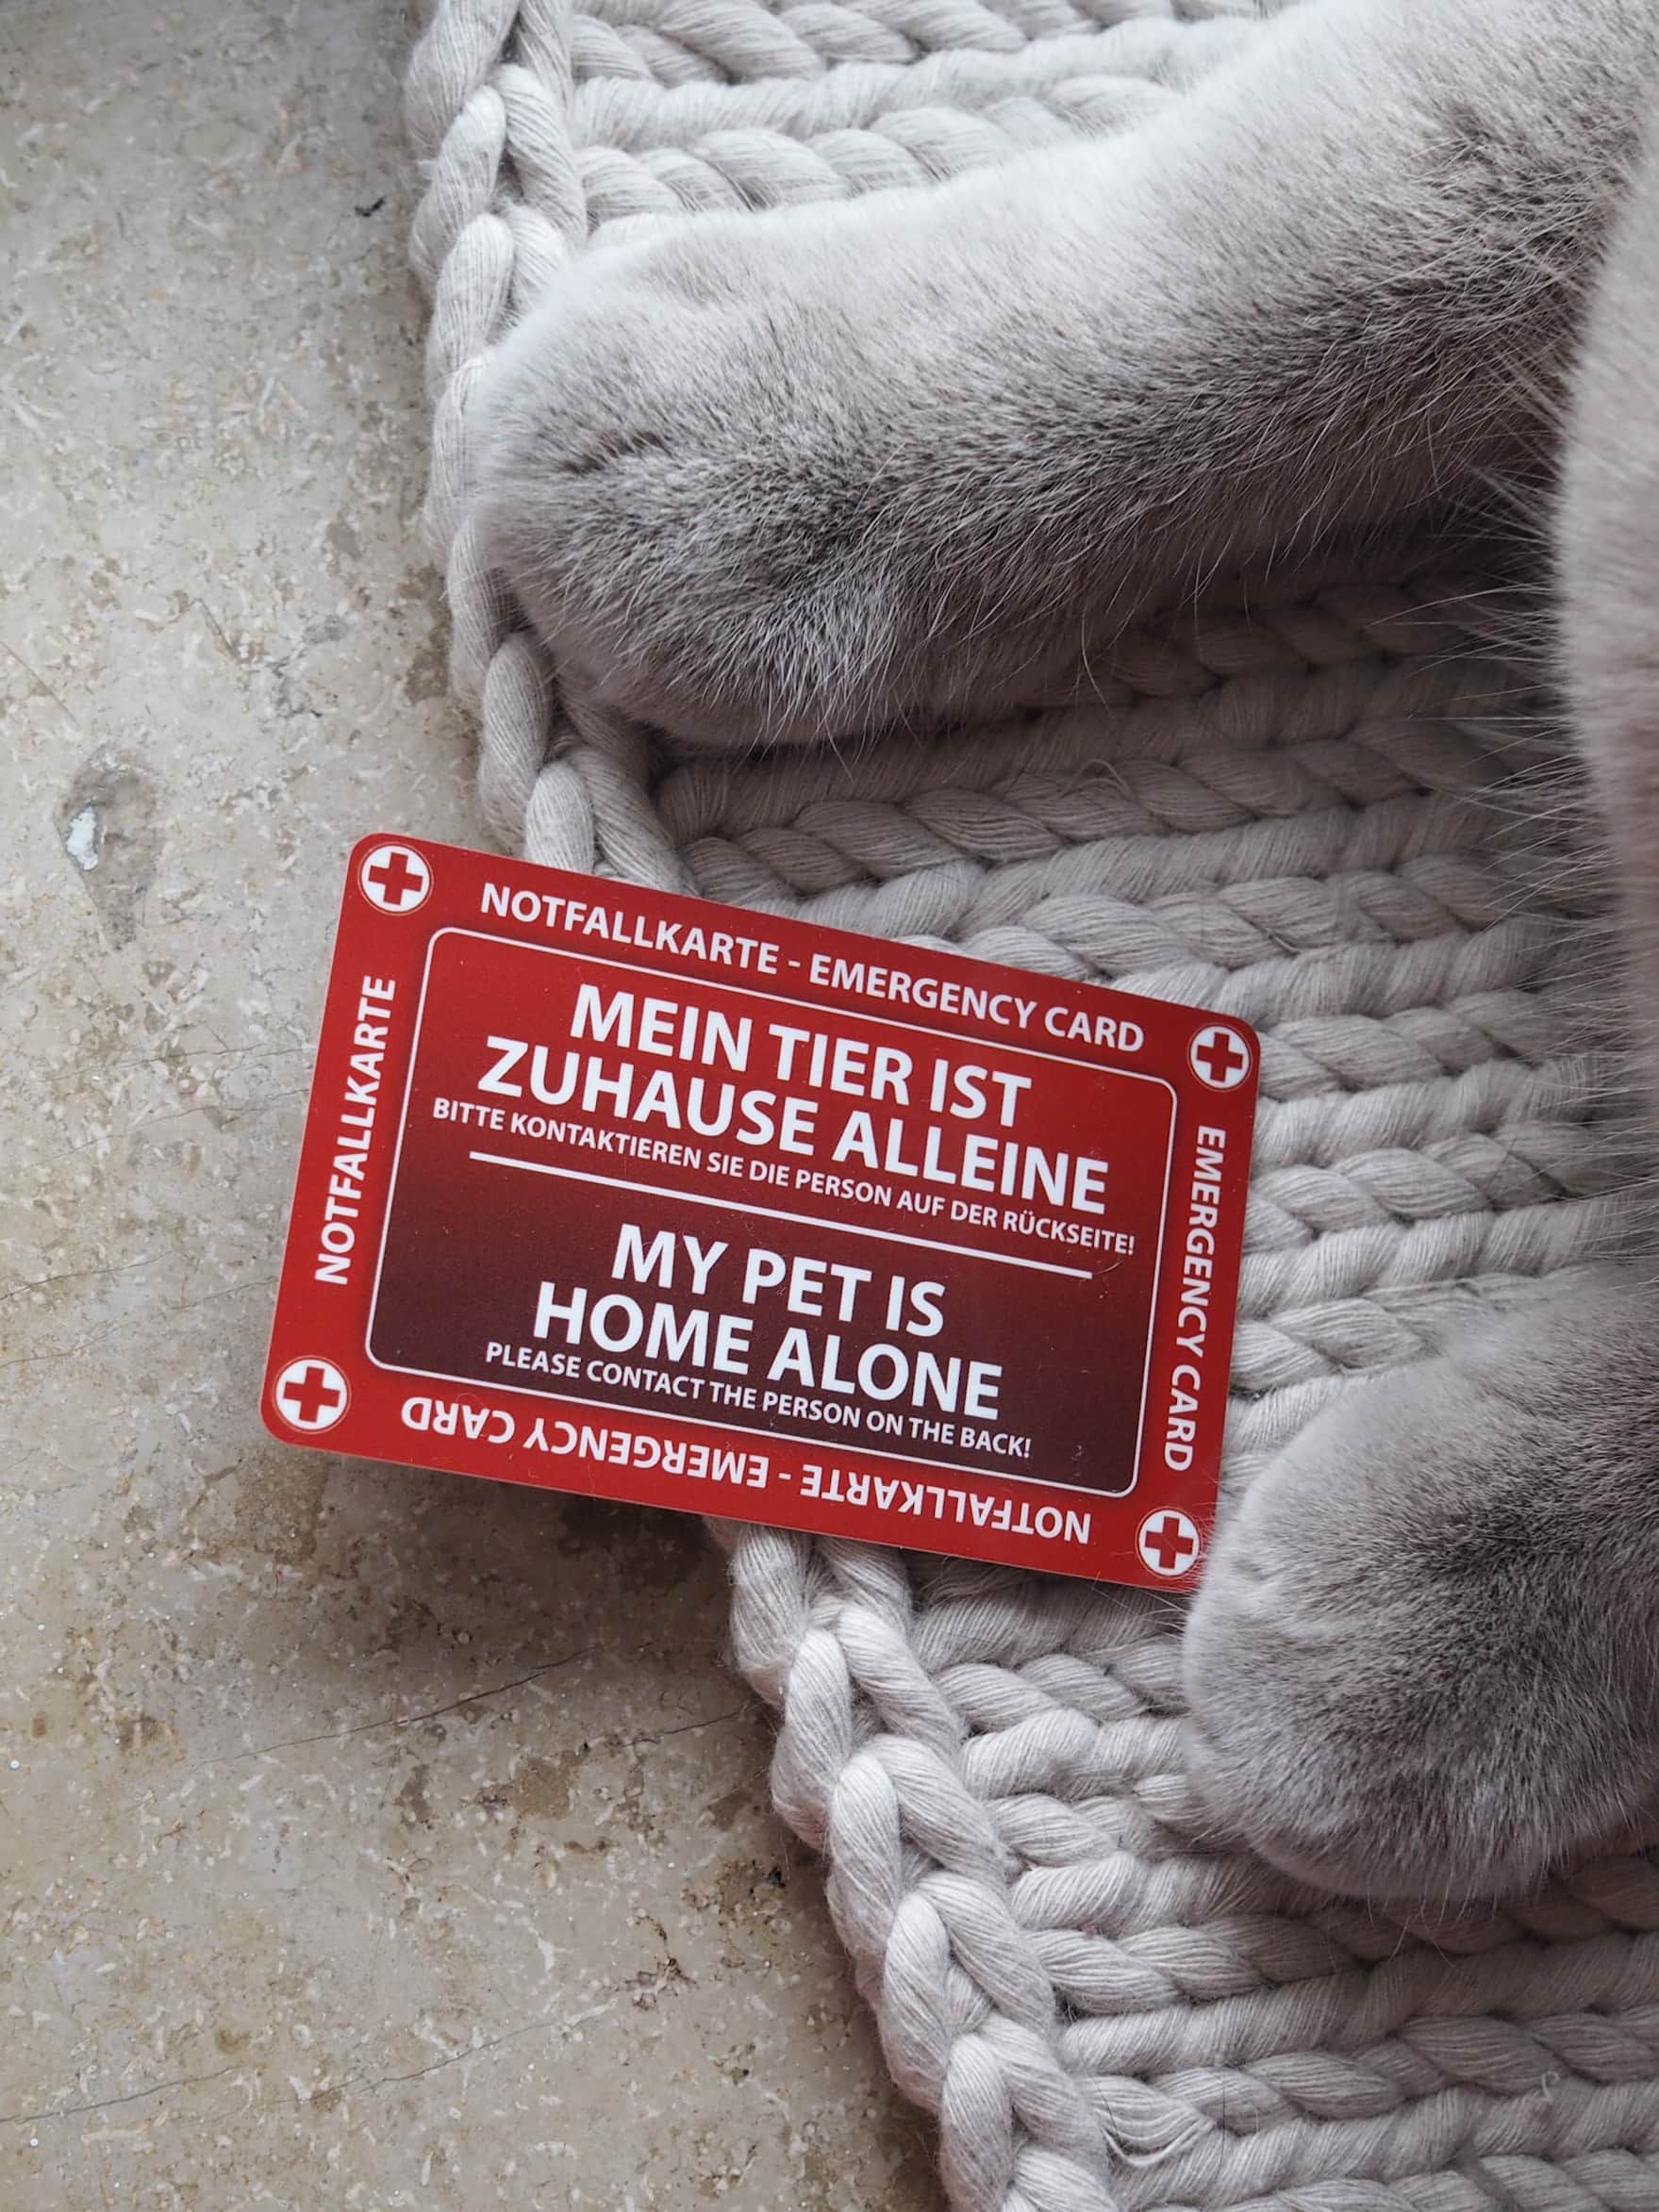 NOTFALLKARTE - EMERGENCY CARD
NOTFALLKARTE
MEIN TIER IST
ZUHAUSE ALLEINE
BITTE KONTAKTIEREN SIE DIE PERSON AUF DER RÜCKSEITE!
MY PET IS
HOME ALONE
PLEASE CONTACT THE PERSON ON THE BACK!
EMERGENCY CARD
NOTFALLKARTE - EMERGENCY CARD